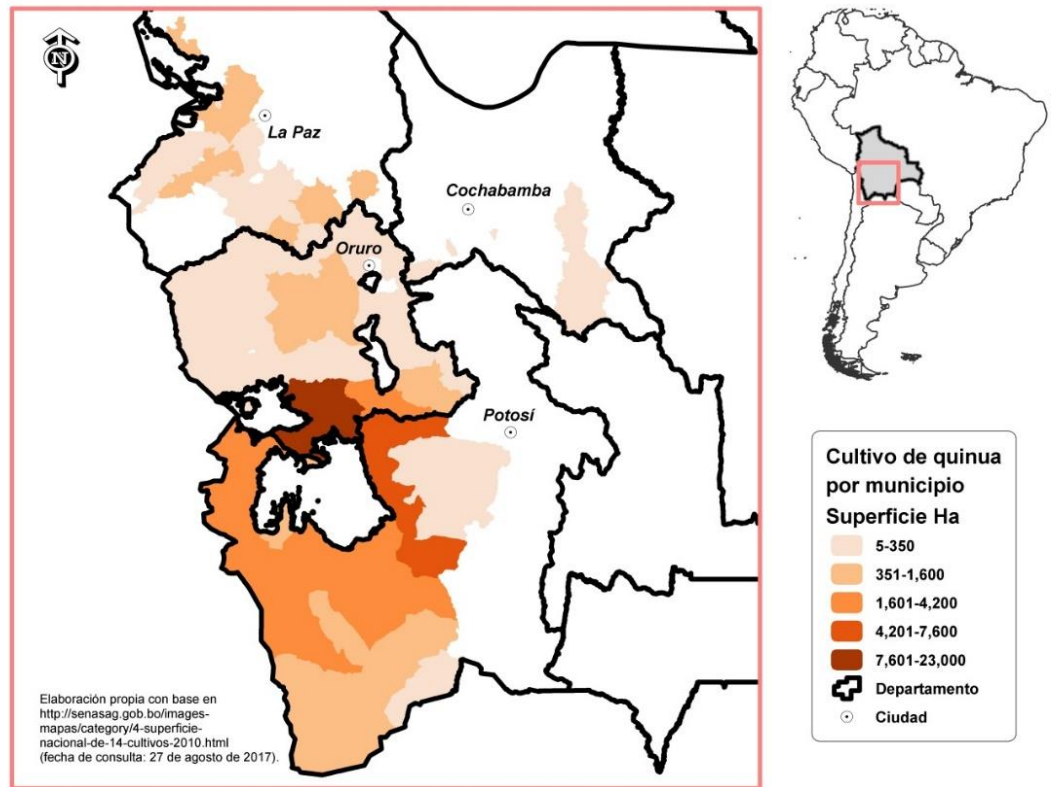 N
La Paz
Cochabamba
Oruro
Potosí
Elaboración propia con base en
http://senasag.gob.bo/images-
mapas/category/4-superficie-
nacional-de-14-cultivos-2010.html
(fecha de consulta: 27 de agosto de 2017).
Cultivo de quinua
por municipio
Superficie Ha
5-350
351-1,600
1,601-4,200
4,201-7,600
7,601-23,000
Departamento
Ciudad